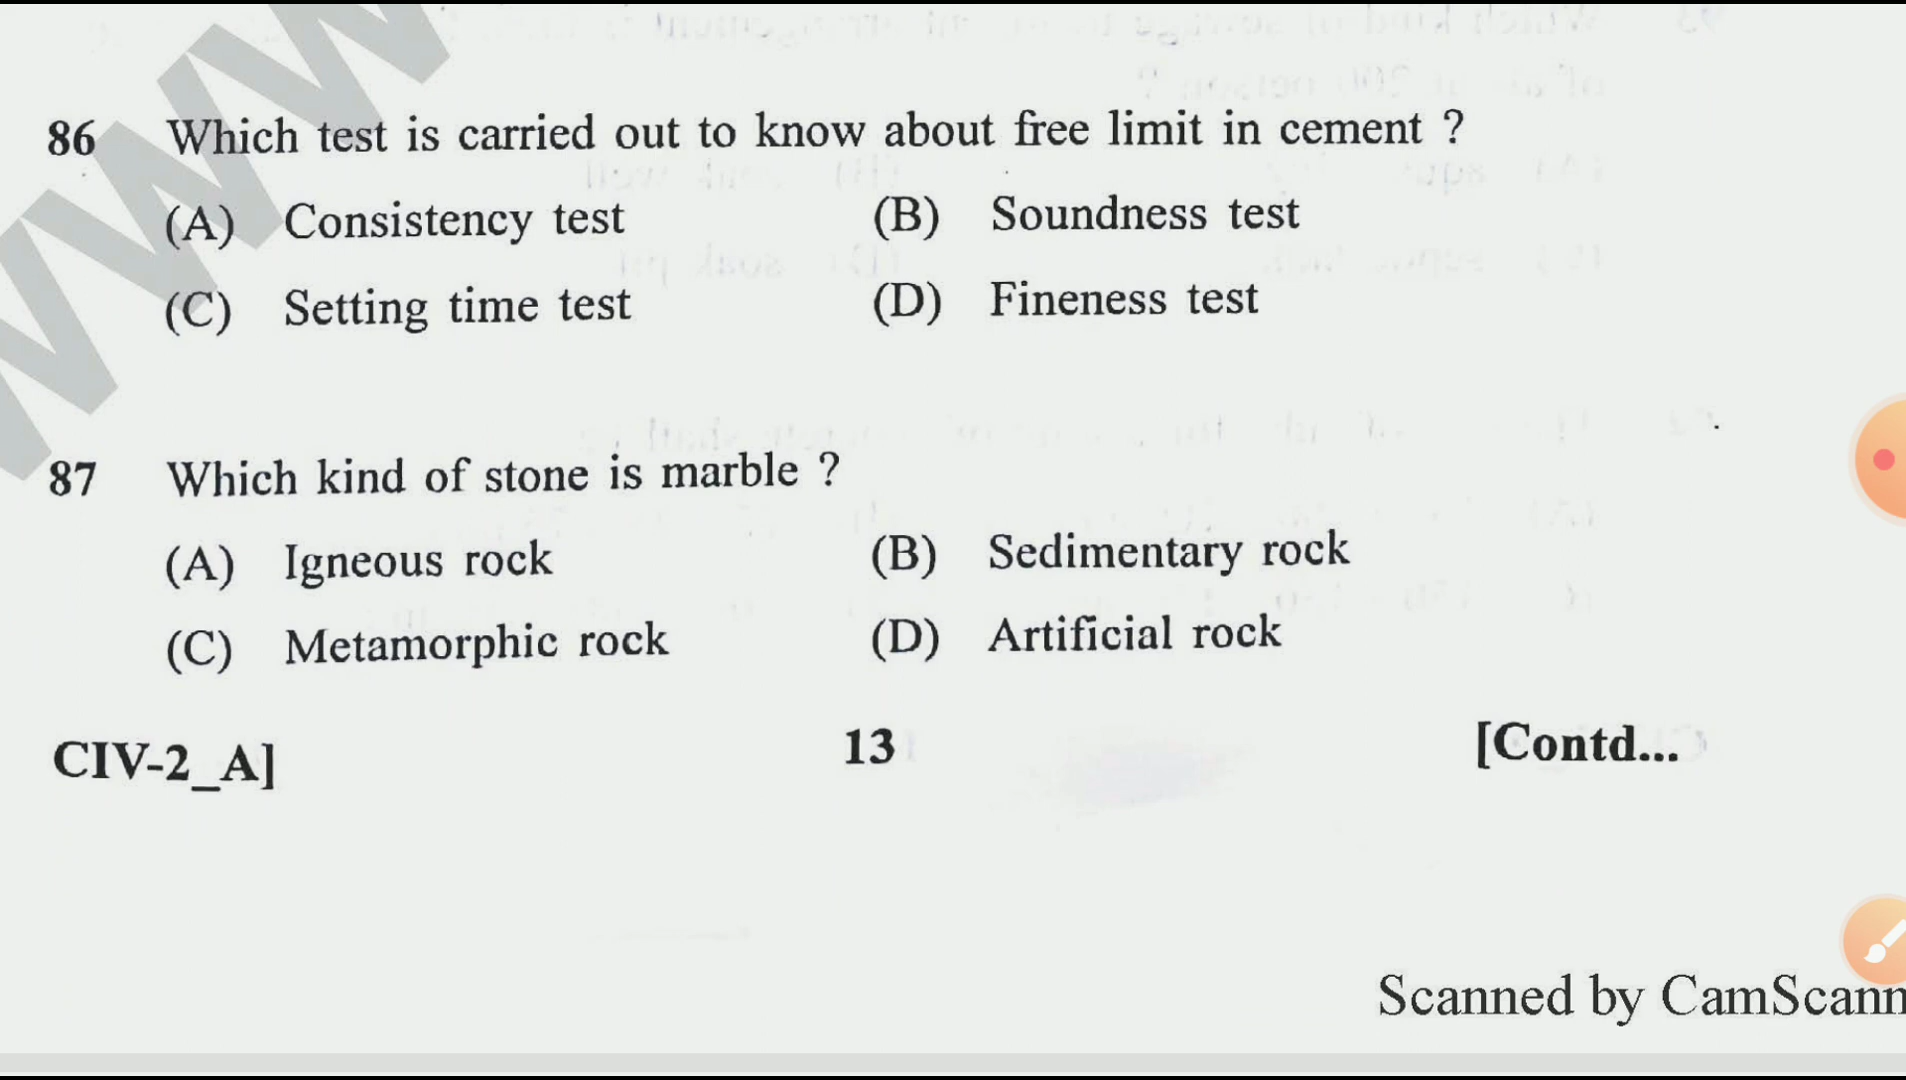 86 Which test is carried out to know about free limit in cement ?
(A) Consistency test (B) Soundness test
(C) Setting time test (D) Fineness test
87 Which kind of stone is marble ?
(A) Igneous rock (B) Sedimentary rock
(C) Metamorphic rock (D) Artificial rock
CIV-2_A] 13 [Contd...
Scanned by CamScann